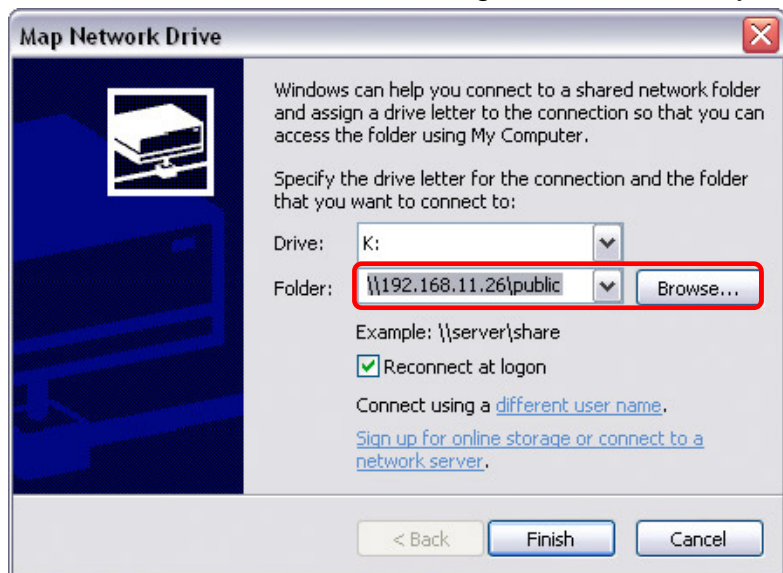 Map Network Drive
Windows can help you connect to a shared network folder
and assign a drive letter to the connection so that you can
access the folder using My Computer.
Specify the drive letter for the connection and the folder
that you want to connect to:
Drive: K:
Folder: \\192.168.11.26\public Browse...
Example: \\server\share
Reconnect at logon
Connect using a different user name.
Sign up for online storage or connect to a
network server.
< Back Finish Cancel